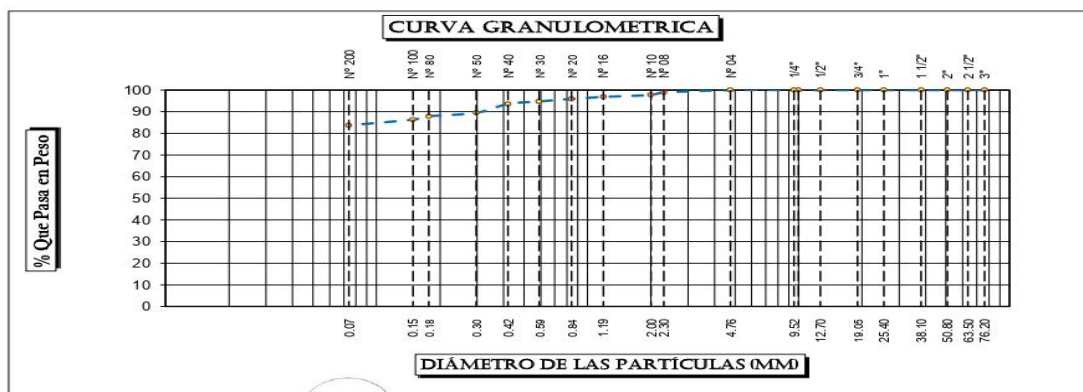 CURVA GRANULOMETRICA
Nº 200 Nº 100 Nº 80 Nº 50 Nº 40 Nº 30 Nº 20 Nº 16 Nº 10 Nº 08 Nº 04 1/4" 1/2" 3/4" 1" 1 1/2" 2" 2 1/2" 3"
% Que Pasa en Peso
100
90
80
70
60
50
40
30
20
10
0
0.07 0.15 0.18 0.30 0.42 0.59 0.84 1.19 2.00 2.30 4.76 9.52 12.70 19.05 25.40 38.10 50.80 63.50 76.20
DIÁMETRO DE LAS PARTÍCULAS (MM)